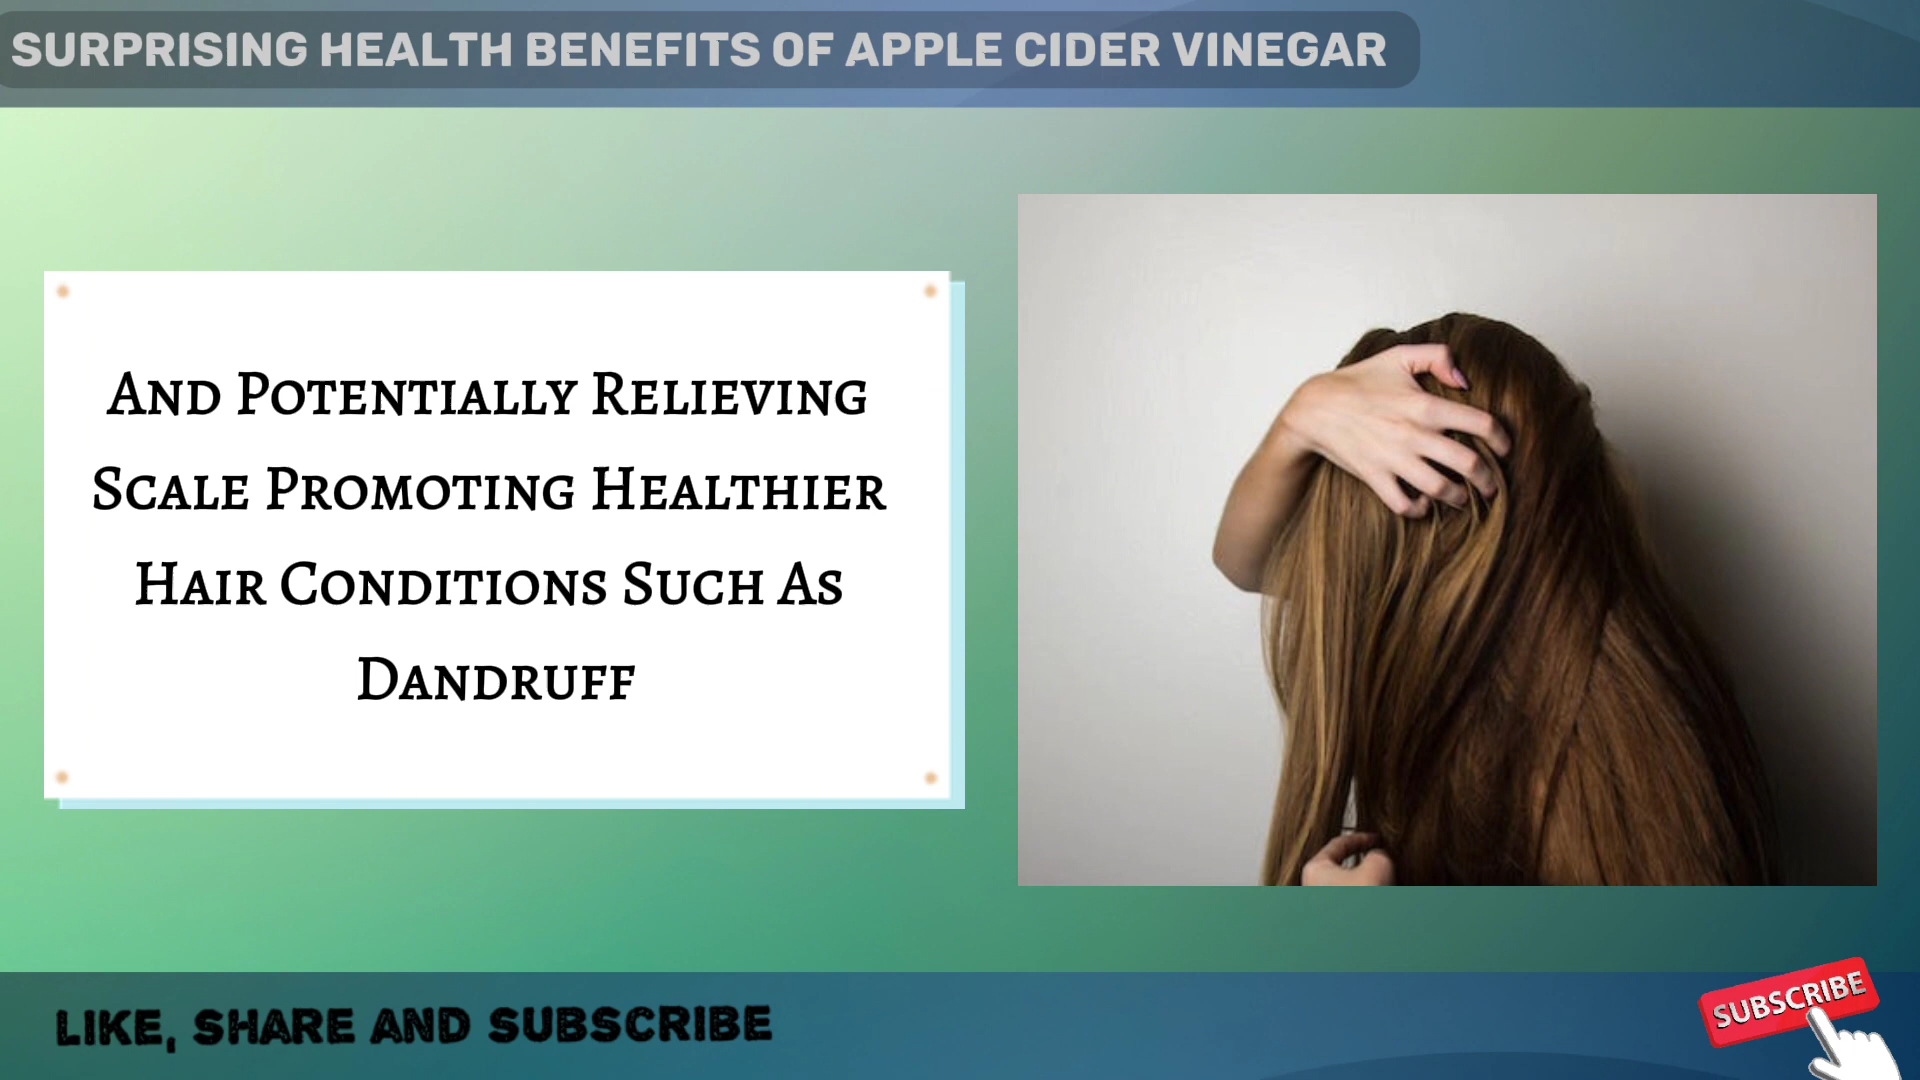 SURPRISING HEALTH BENEFITS OF APPLE CIDER VINEGAR
And Potentially Relieving
Scale Promoting Healthier
Hair Conditions Such As
Dandruff
LIKE, SHARE AND SUBSCRIBE
SUBSCRIBE